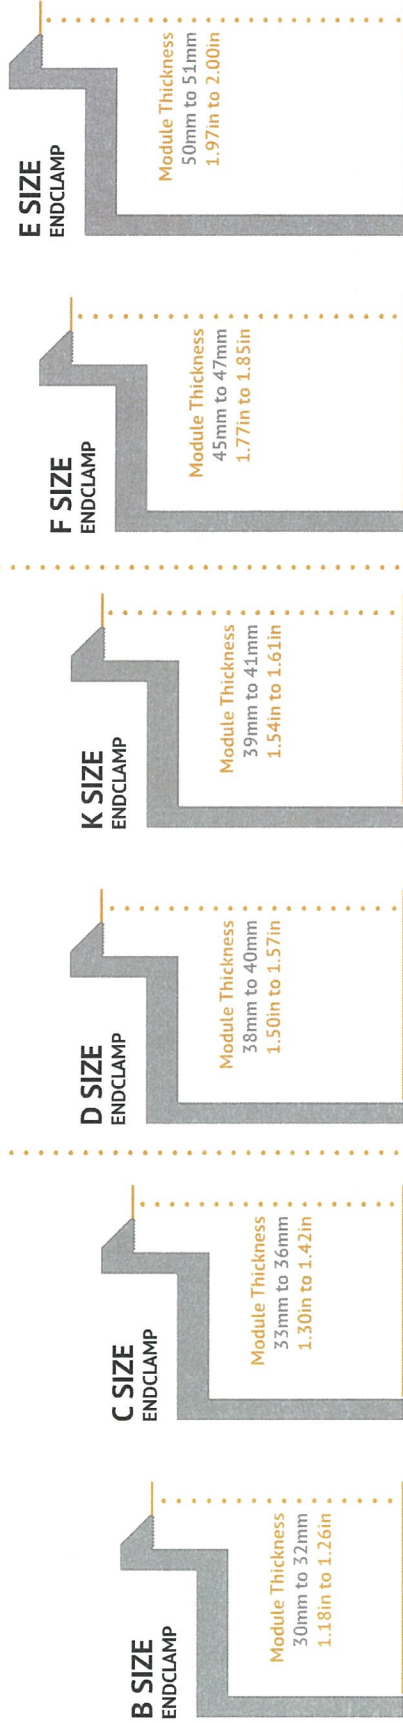 B SIZE
ENDCLAMP
Module Thickness
30mm to 32mm
1.18in to 1.26in
C SIZE
ENDCLAMP
Module Thickness
33mm to 36mm
1.30in to 1.42in
D SIZE
ENDCLAMP
Module Thickness
38mm to 40mm
1.50in to 1.57in
K SIZE
ENDCLAMP
Module Thickness
39mm to 41mm
1.54in to 1.61in
F SIZE
ENDCLAMP
Module Thickness
45mm to 47mm
1.77in to 1.85in
E SIZE
ENDCLAMP
Module Thickness
50mm to 51mm
1.97in to 2.00in